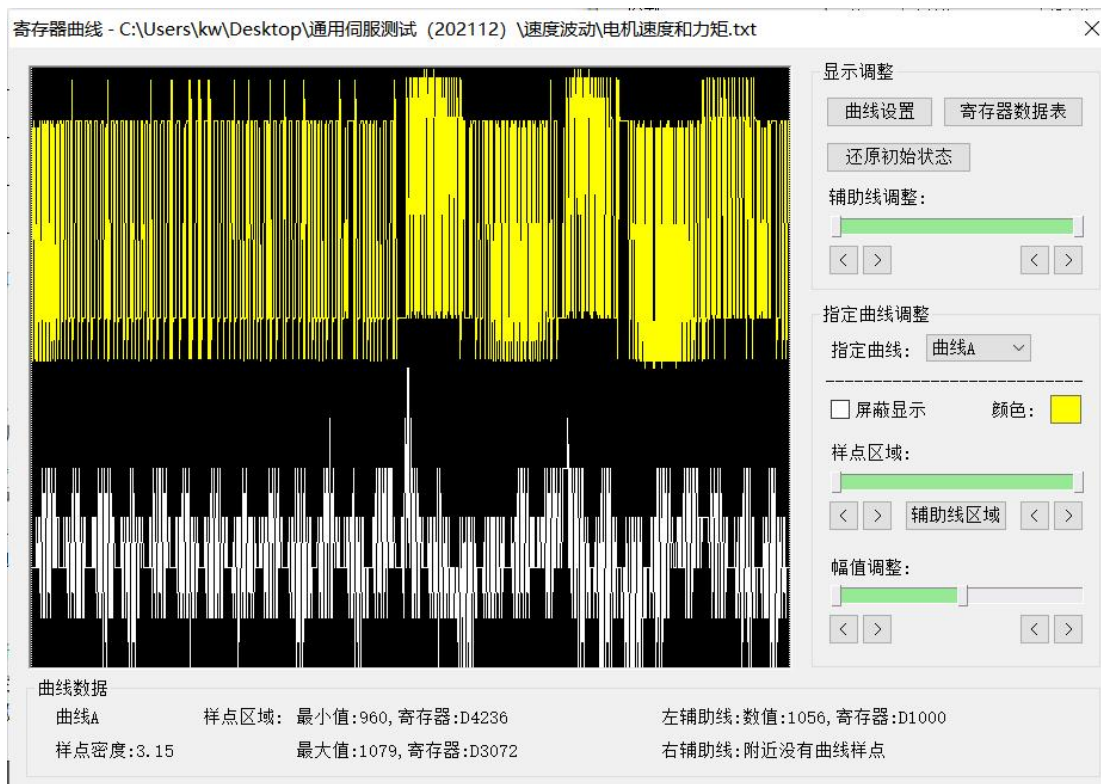 寄存器曲线 - C:\Users\kw\Desktop\通用伺服测试（202112）\速度波动\电机速度和力矩.txt
显示调整
曲线设置 寄存器数据表
还原初始状态
辅助线调整:
< > < >
指定曲线调整
指定曲线: 曲线A
屏蔽显示 颜色:
样点区域:
< > 辅助线区域 < >
幅值调整:
< > < >
曲线数据
曲线A 样点区域: 最小值:960,寄存器:D4236 左辅助线:数值:1056,寄存器:D1000
样点密度:3.15 最大值:1079,寄存器:D3072 右辅助线:附近没有曲线样点